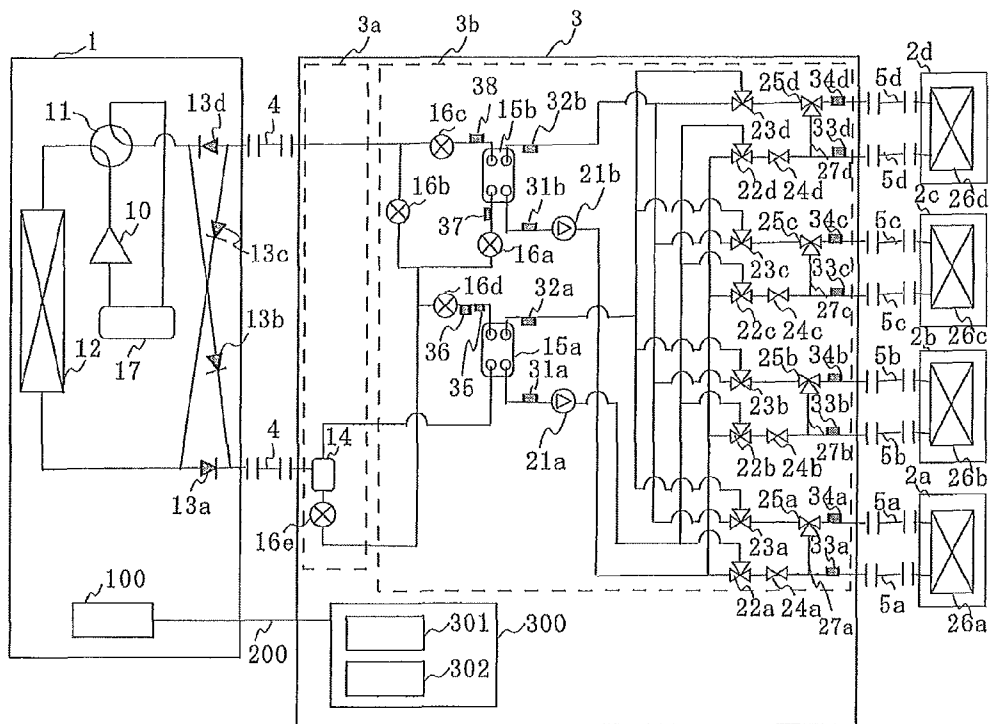 3a 3b 3
1 2d
13d 4 38 15b 32b 25d 34d 5d
11 16c
23d 33d
16b 21b 27d
31b 22d 24d 5d 26d
10 37 2c
25c 34c 5c
13c 16a
16d 32a 23c 33c
27c
13b 22c 24c 5c 26c
12 17 36 15a 2b
35 25b 34b 5b
31a
4 14 23b 33b
21a 27b
22b 24b 5b 26b
2a
13a 25a 34a 5a
16e
23a 33a
100 22a 24a 27a 5a 26a
301 300
200
302